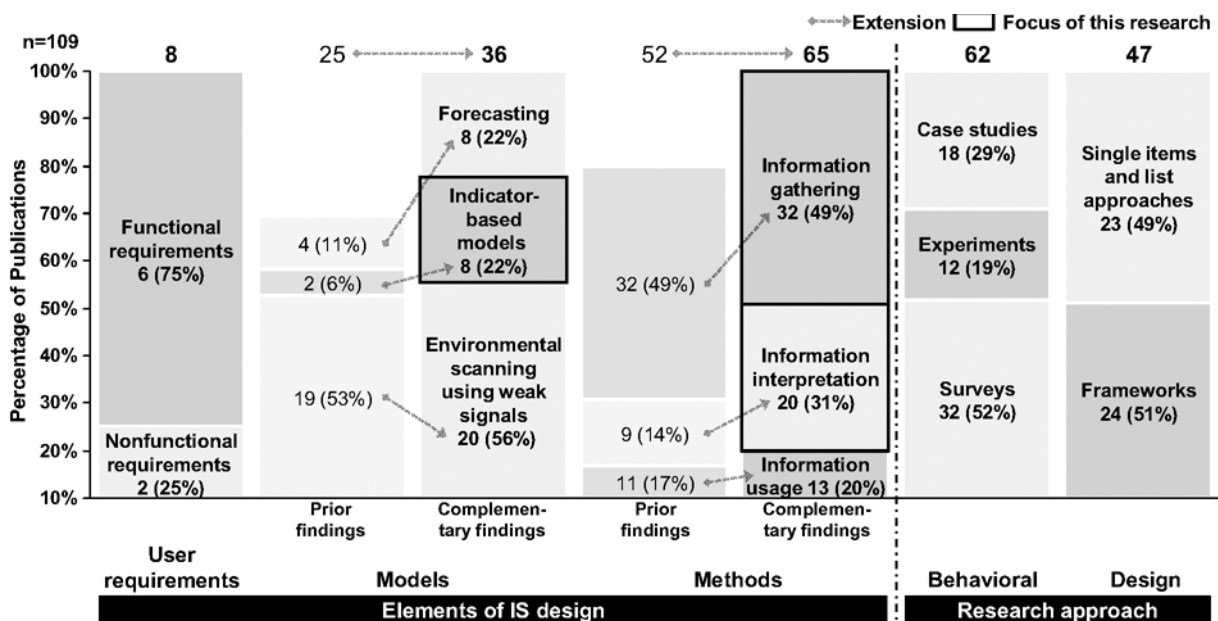 Extension Focus of this research
n=109
8 25 36 52 65 62 47
Percentage of Publications
100%
90%
80%
70%
60%
50%
40%
30%
20%
10%
Functional
requirements
6 (75%)
Nonfunctional
requirements
2 (25%)
4 (11%)
2 (6%)
19 (53%)
Forecasting
8 (22%)
Indicator-
based
models
8 (22%)
Environmental
scanning
using weak
signals
20 (56%)
32 (49%)
9 (14%)
11 (17%)
Information
gathering
32 (49%)
Information
interpretation
20 (31%)
Information
usage 13 (20%)
Case studies
18 (29%)
Experiments
12 (19%)
Surveys
32 (52%)
Single items
and list
approaches
23 (49%)
Frameworks
24 (51%)
Prior
findings
Complemen-
tary findings
Prior
findings
Complemen-
tary findings
User
requirements
Models
Methods
Behavioral
Design
Elements of IS design
Research approach